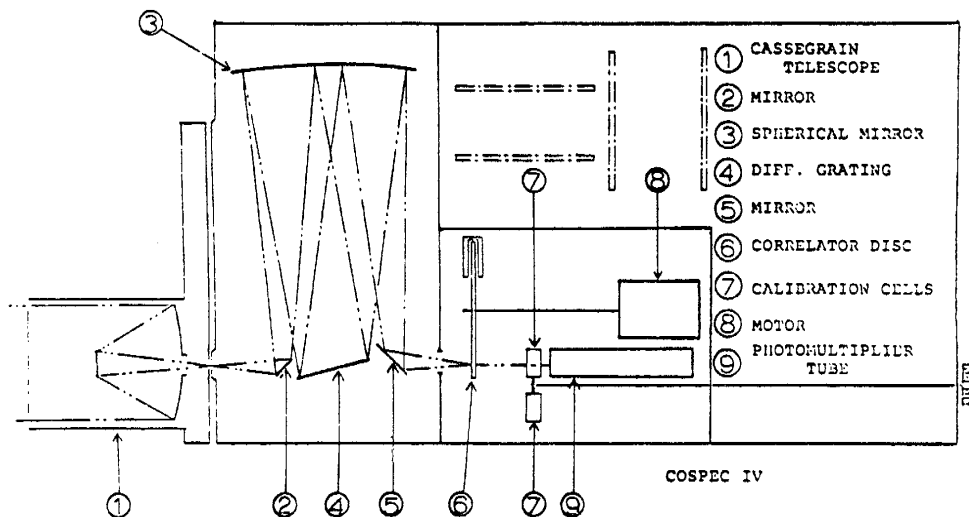 ③
① CASSEGRAIN
TELESCOPE
② MIRROR
③ SPHERICAL MIRROR
④ DIFF. GRATING
⑤ MIRROR
⑥ CORRELATOR DISC
⑦ CALIBRATION CELLS
⑧ MOTOR
⑨ PHOTOMULTIPLIER
TUBE
⑦
⑧
COSPEC IV
①
②
④
⑤
⑥
⑦
⑨